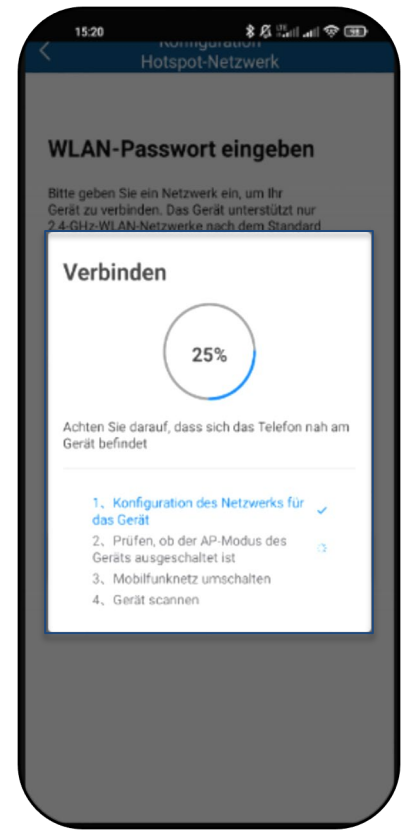 15:20
Konfiguration
Hotspot-Netzwerk
WLAN-Passwort eingeben
Bitte geben Sie ein Netzwerk ein, um Ihr
Gerät zu verbinden. Das Gerät unterstützt nur
2.4-GHz-WLAN-Netzwerke nach dem Standard
Verbinden
25%
Achten Sie darauf, dass sich das Telefon nah am
Gerät befindet
1、Konfiguration des Netzwerks für
das Gerät
2、Prüfen, ob der AP-Modus des
Geräts ausgeschaltet ist
3、Mobilfunknetz umschalten
4、Gerät scannen